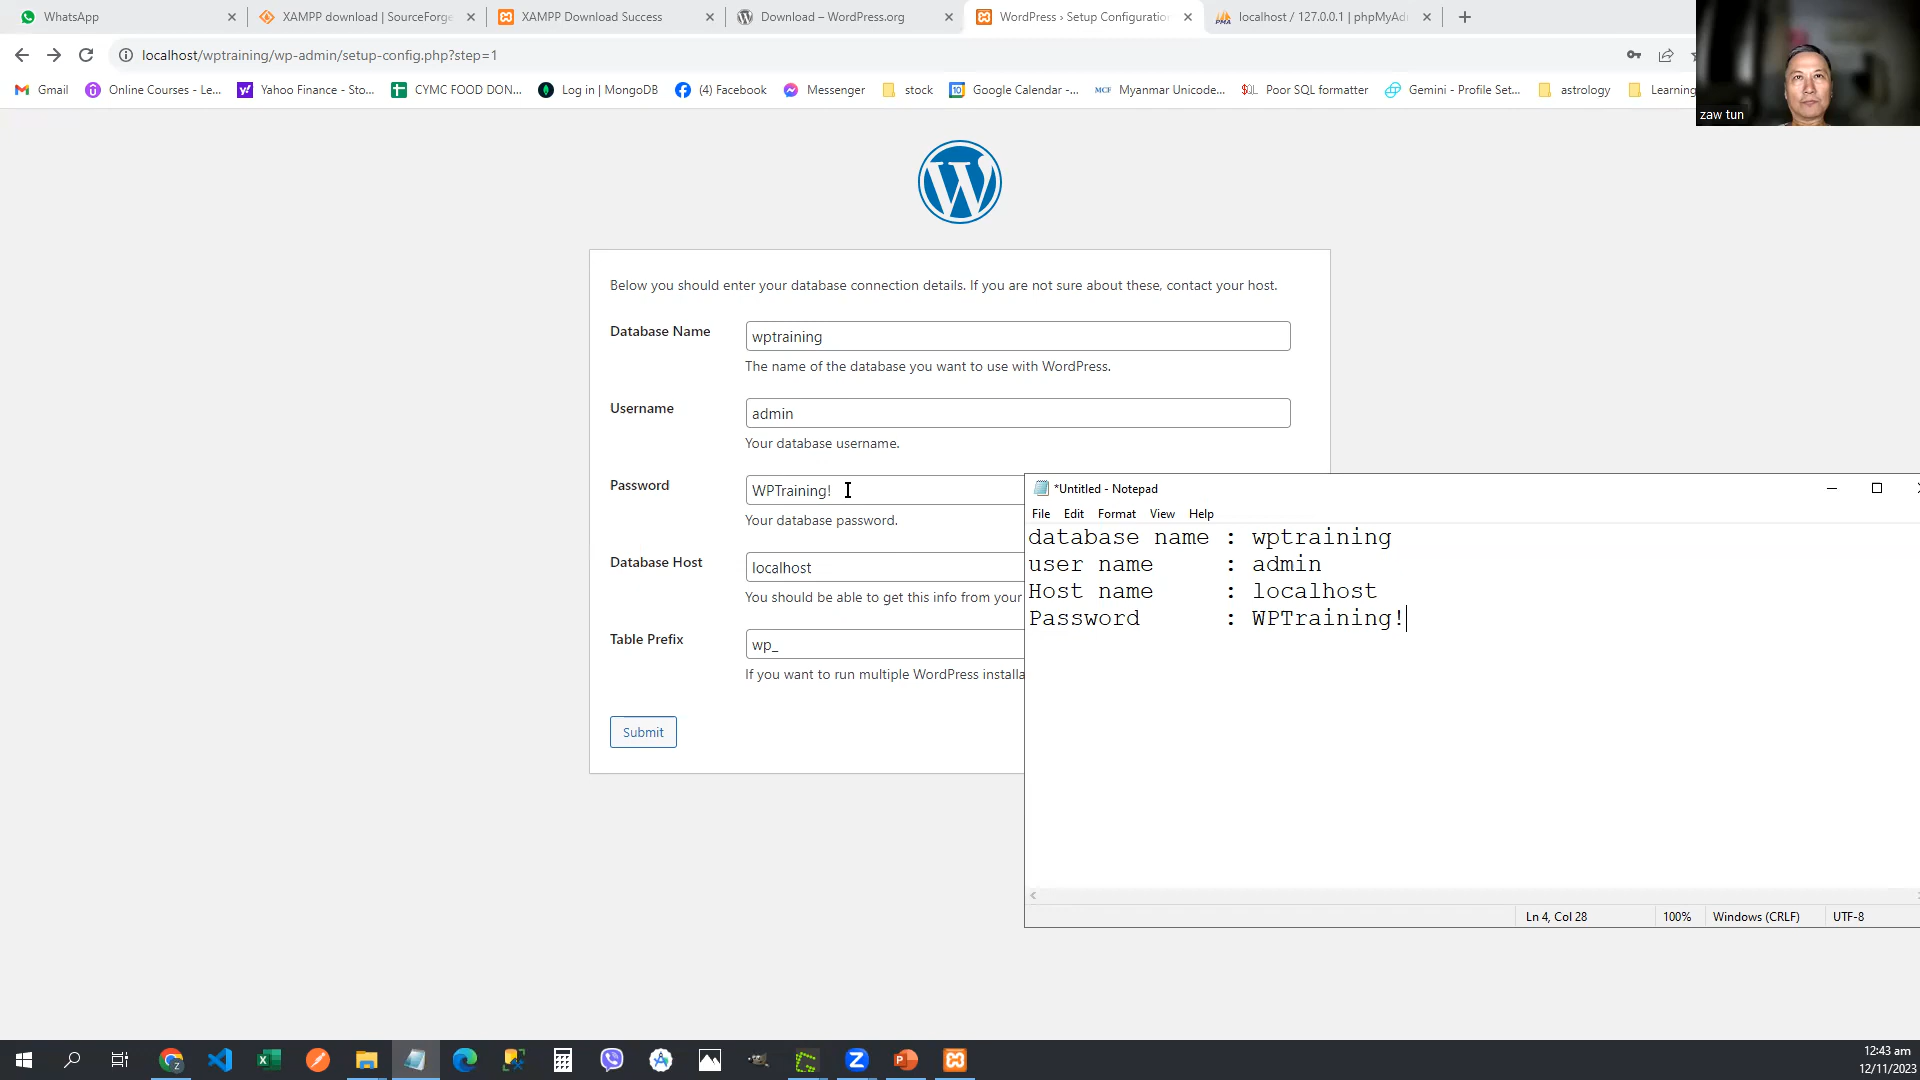 WhatsApp
XAMPP download | SourceForge
XAMPP Download Success
Download – WordPress.org
WordPress › Setup Configuration
localhost / 127.0.0.1 | phpMyAd
localhost/wptraining/wp-admin/setup-config.php?step=1
Gmail
Online Courses - Le...
Yahoo Finance - Sto...
CYMC FOOD DON...
Log in | MongoDB
(4) Facebook
Messenger
stock
Google Calendar -...
Myanmar Unicode...
Poor SQL formatter
Gemini - Profile Set...
astrology
Learning
zaw tun
Below you should enter your database connection details. If you are not sure about these, contact your host.
Database Name
wptraining
The name of the database you want to use with WordPress.
Username
admin
Your database username.
Password
WPTraining!
Your database password.
Database Host
localhost
You should be able to get this info from your
Table Prefix
wp_
If you want to run multiple WordPress installa
Submit
*Untitled - Notepad
File Edit Format View Help
database name : wptraining
user name : admin
Host name : localhost
Password : WPTraining!
Ln 4, Col 28
100%
Windows (CRLF)
UTF-8
12:43 am
12/11/2023